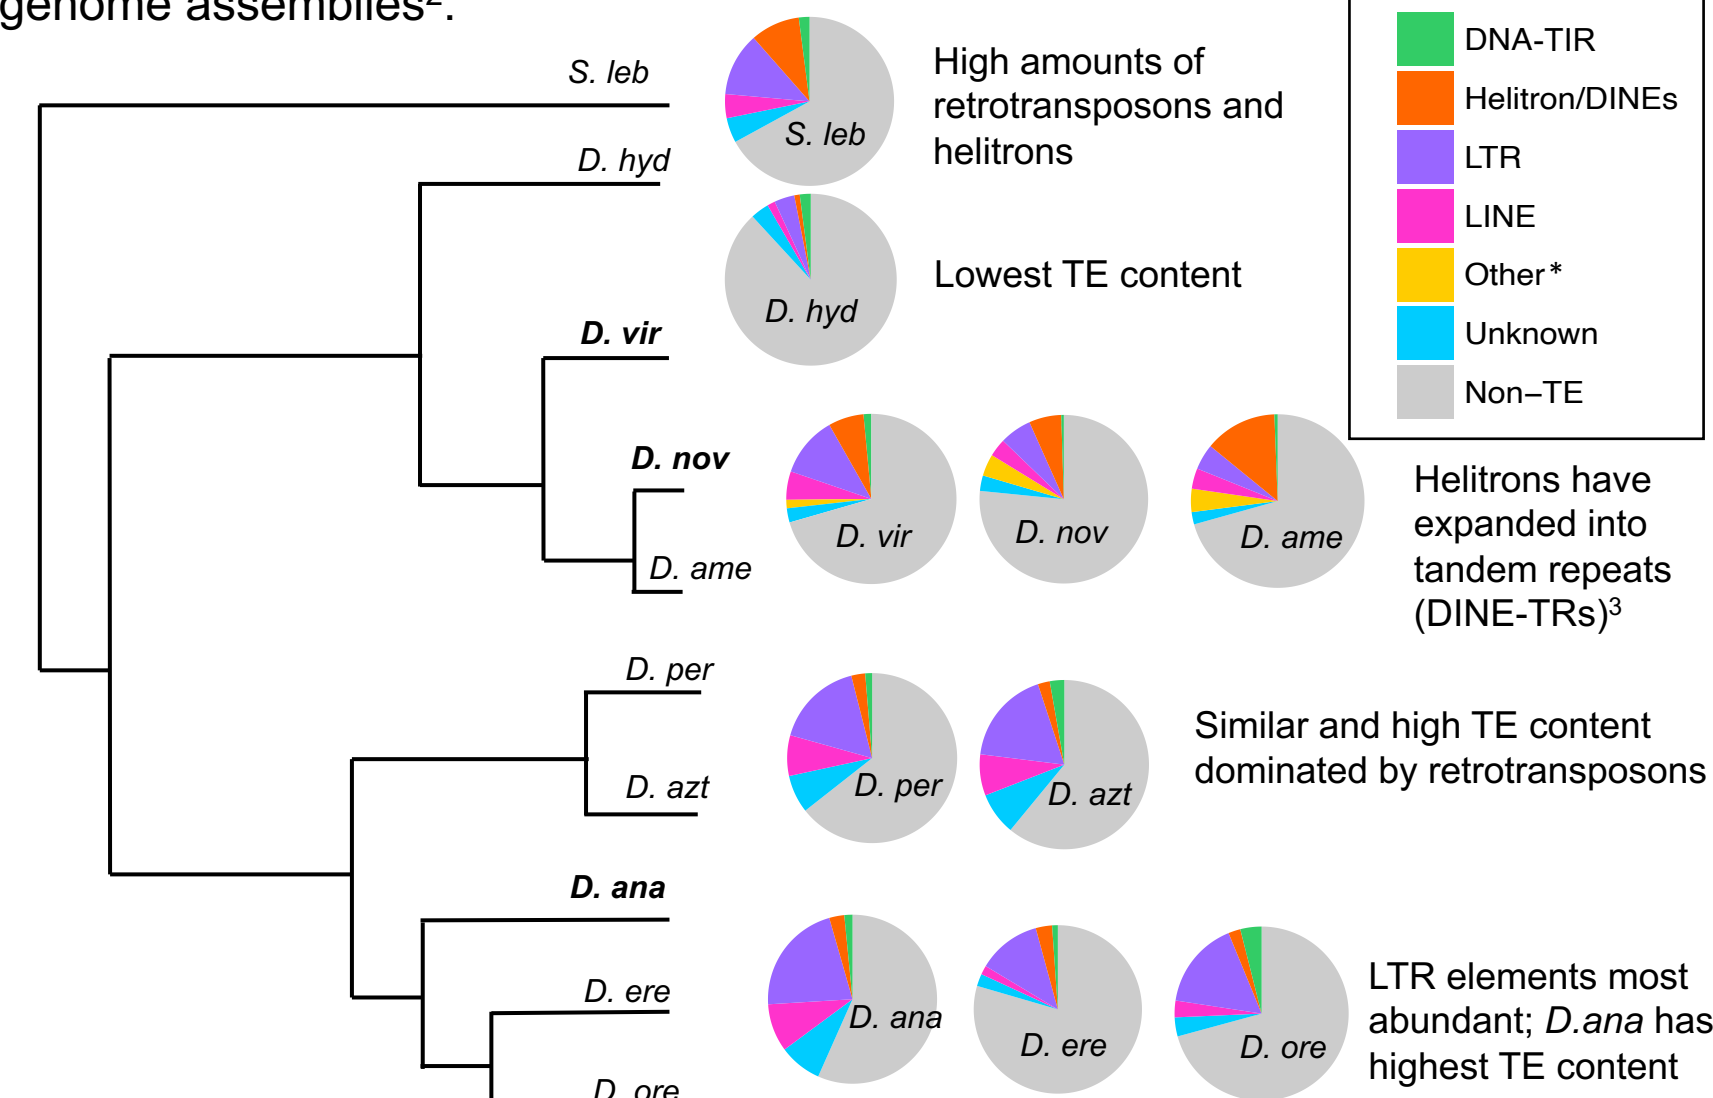 genome assemblies².
S. leb
D. hyd
D. vir
D. nov
D. ame
D. per
D. azt
D. ana
D. ere
D. ore
S. leb
High amounts of
retrotransposons and
helitrons
D. hyd
Lowest TE content
D. vir
D. nov
D. ame
Helitrons have
expanded into
tandem repeats
(DINE-TRs)³
D. per
D. azt
Similar and high TE content
dominated by retrotransposons
D. ana
D. ere
D. ore
LTR elements most
abundant; D.ana has
highest TE content
DNA-TIR
Helitron/DINEs
LTR
LINE
Other*
Unknown
Non–TE